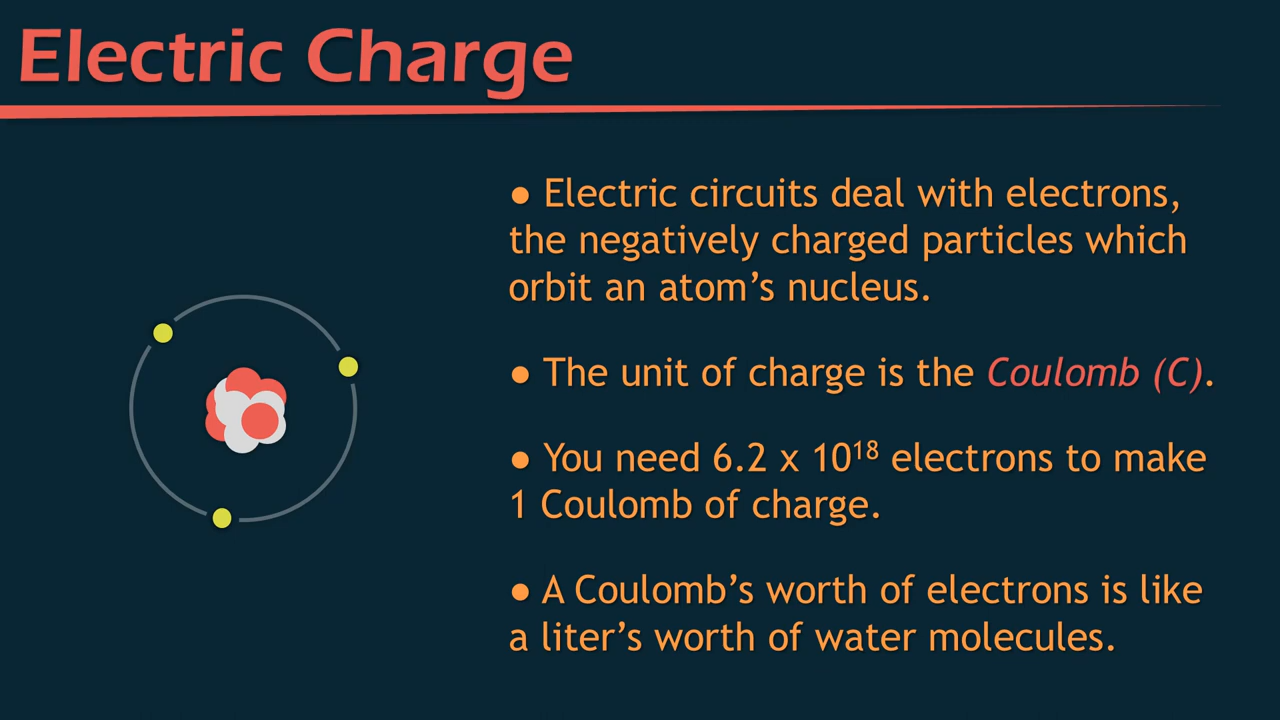 Electric Charge
● Electric circuits deal with electrons,
the negatively charged particles which
orbit an atom’s nucleus.
● The unit of charge is the Coulomb (C).
● You need 6.2 x 10¹⁸ electrons to make
1 Coulomb of charge.
● A Coulomb’s worth of electrons is like
a liter’s worth of water molecules.